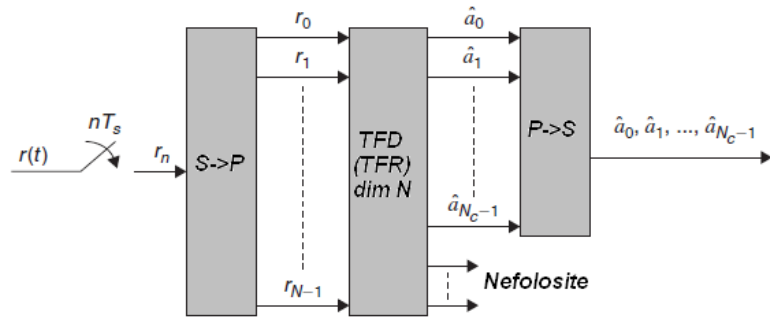 r(t)
nT_s
r_n
S->P
r_0
r_1
r_{N-1}
TFD
(TFR)
dim N
â_0
â_1
â_{N_c-1}
Nefolosite
P->S
â_0, â_1, ..., â_{N_c-1}